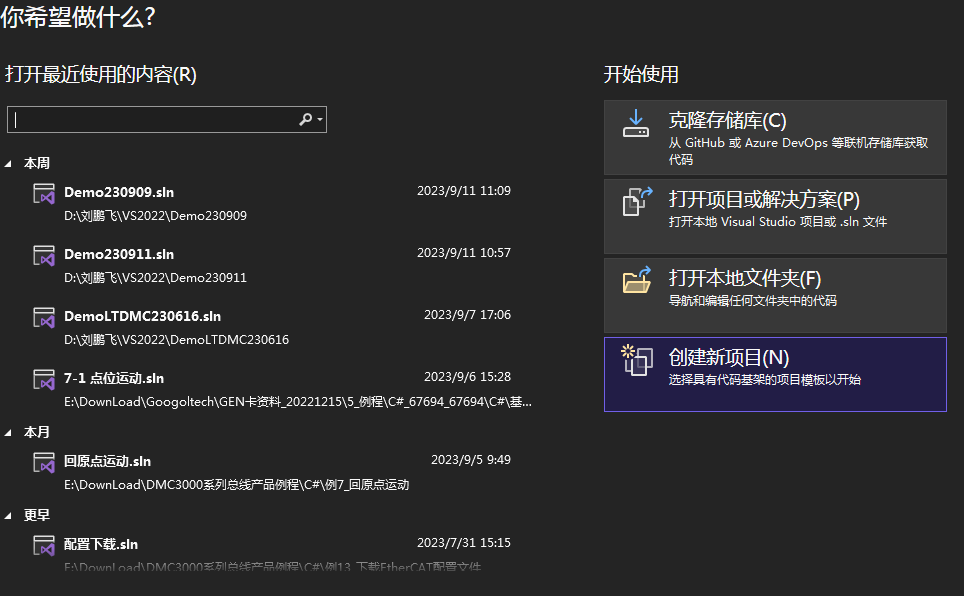 你希望做什么?
打开最近使用的内容(R)
本周
Demo230909.sln
2023/9/11 11:09
D:\刘鹏飞\VS2022\Demo230909
Demo230911.sln
2023/9/11 10:57
D:\刘鹏飞\VS2022\Demo230911
DemoLTDMC230616.sln
2023/9/7 17:06
D:\刘鹏飞\VS2022\DemoLTDMC230616
7-1 点位运动.sln
2023/9/6 15:28
E:\DownLoad\Googoltech\GEN卡资料_20221215\5_例程\C#_67694_67694\C#\基...
本月
回原点运动.sln
2023/9/5 9:49
E:\DownLoad\DMC3000系列总线产品例程\C#\例7_回原点运动
更早
配置下载.sln
2023/7/31 15:15
E:\DownLoad\DMC3000系列总线产品例程\C#\例13_下载EtherCAT配置文件
开始使用
克隆存储库(C)
从 GitHub 或 Azure DevOps 等联机存储库获取
代码
打开项目或解决方案(P)
打开本地 Visual Studio 项目或 .sln 文件
打开本地文件夹(F)
导航和编辑任何文件夹中的代码
创建新项目(N)
选择具有代码基架的项目模板以开始